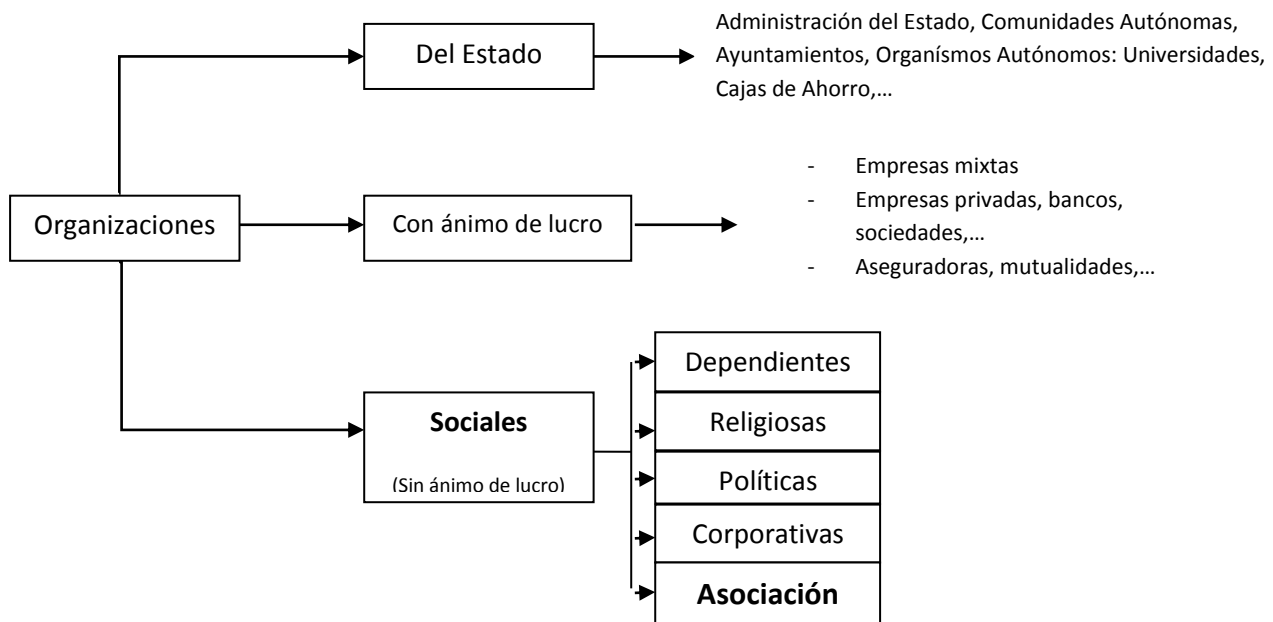 Administración del Estado, Comunidades Autónomas,
Ayuntamientos, Organísmos Autónomos: Universidades,
Cajas de Ahorro,...
Del Estado
- Empresas mixtas
- Empresas privadas, bancos,
sociedades,...
- Aseguradoras, mutualidades,...
Organizaciones
Con ánimo de lucro
Sociales
(Sin ánimo de lucro)
Dependientes
Religiosas
Políticas
Corporativas
Asociación